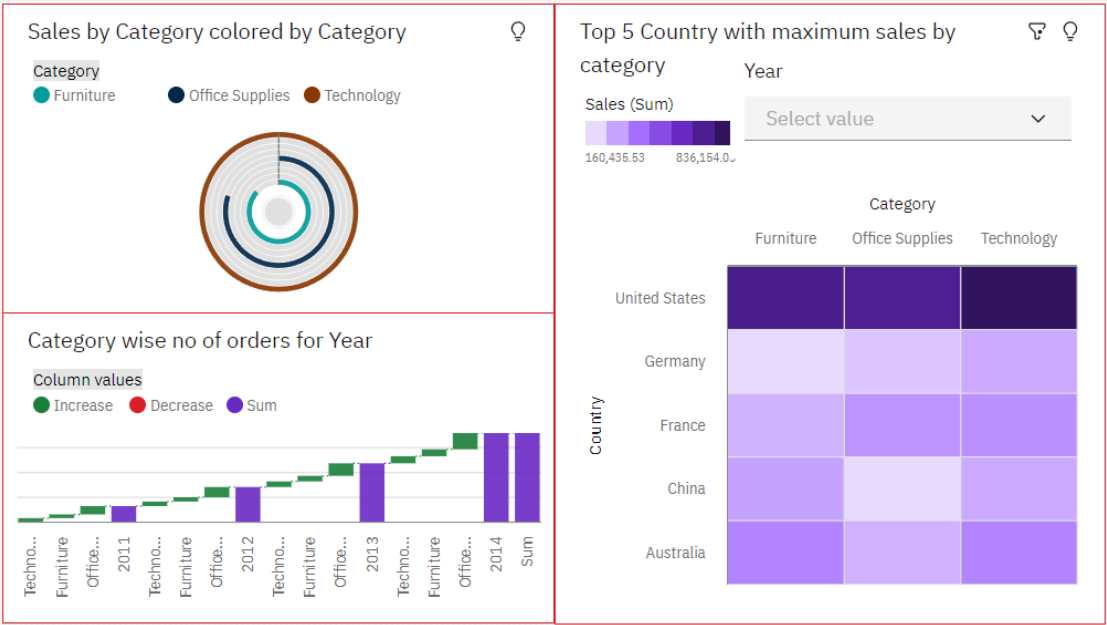 Sales by Category colored by Category
Category
Furniture Office Supplies Technology
Category wise no of orders for Year
Column values
Increase Decrease Sum
Techno... Furniture Office... 2011 Techno... Furniture Office... 2012 Techno... Furniture Office... 2013 Techno... Furniture Office... 2014 Sum
Top 5 Country with maximum sales by
category
Year
Sales (Sum)
Select value
160,435.53 836,154.0
Category
Furniture Office Supplies Technology
Country
United States
Germany
France
China
Australia